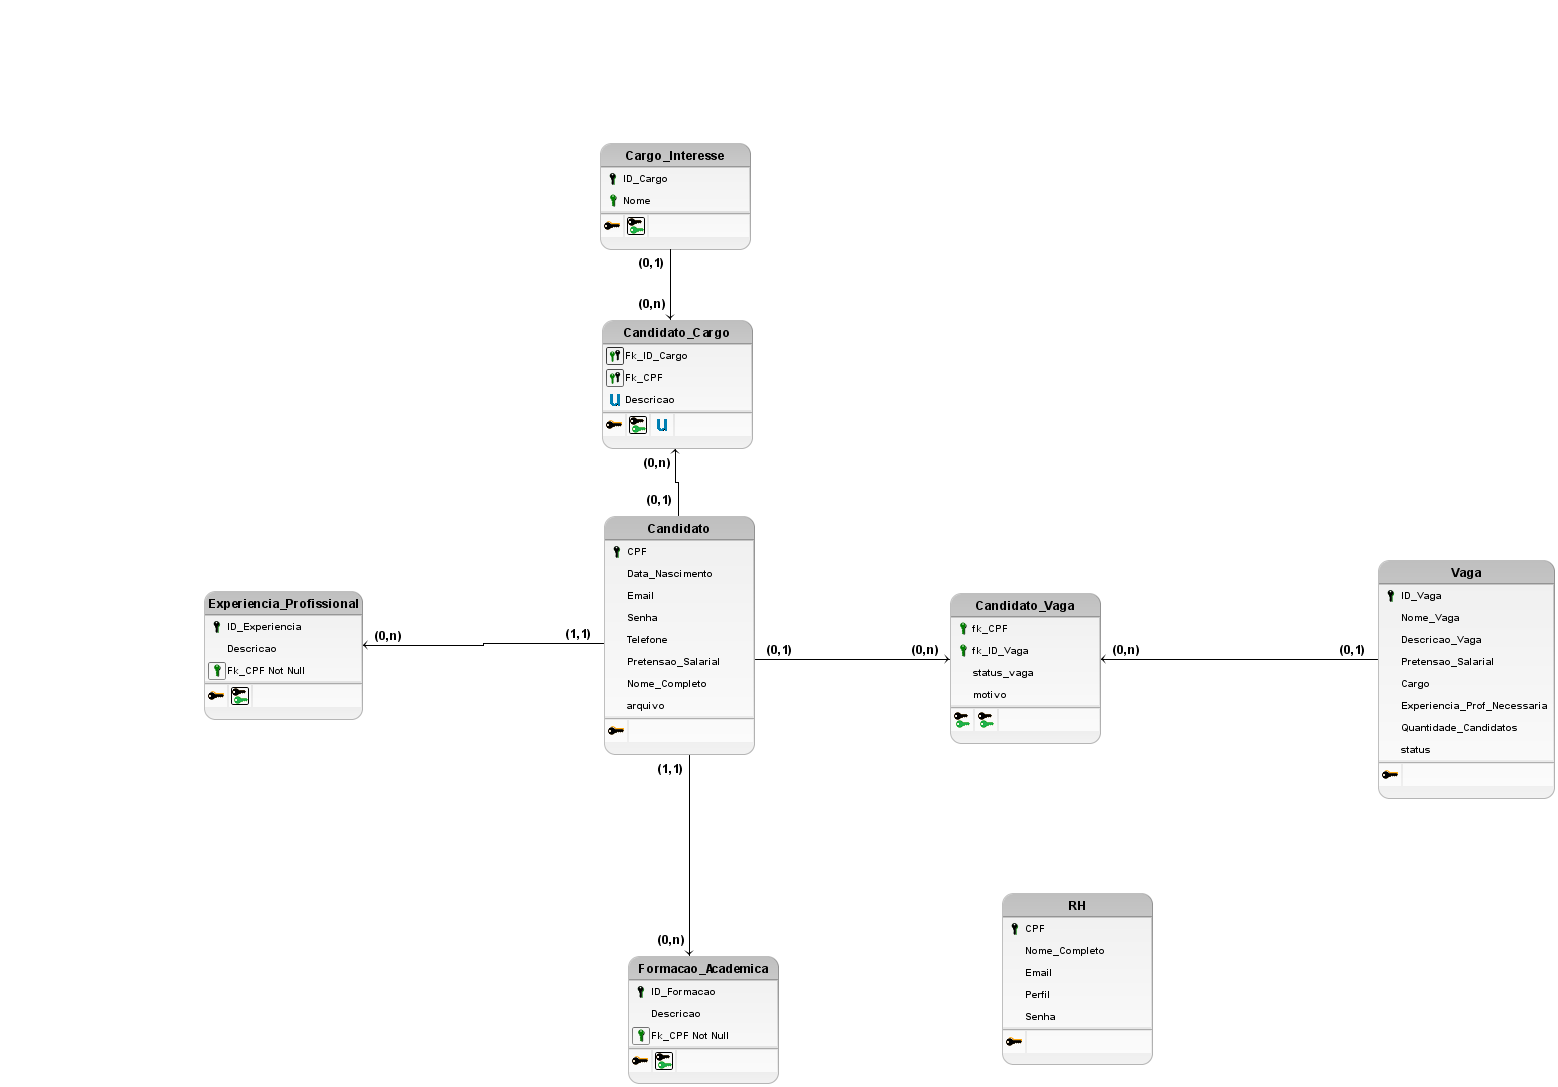 Cargo_Interesse
ID_Cargo
Nome
(0,1)
(0,n)
Candidato_Cargo
Fk_ID_Cargo
Fk_CPF
U Descricao
U
(0,n)
(0,1)
Candidato
CPF
Data_Nascimento
Email
Senha
Telefone
Pretensao_Salarial
Nome_Completo
arquivo
Experiencia_Profissional
ID_Experiencia
Descricao
Fk_CPF Not Null
(0,n)
(1,1)
(0,1)
(0,n)
Candidato_Vaga
fk_CPF
fk_ID_Vaga
status_vaga
motivo
(0,n)
(0,1)
Vaga
ID_Vaga
Nome_Vaga
Descricao_Vaga
Pretensao_Salarial
Cargo
Experiencia_Prof_Necessaria
Quantidade_Candidatos
status
(1,1)
(0,n)
Formacao_Academica
ID_Formacao
Descricao
Fk_CPF Not Null
RH
CPF
Nome_Completo
Email
Perfil
Senha